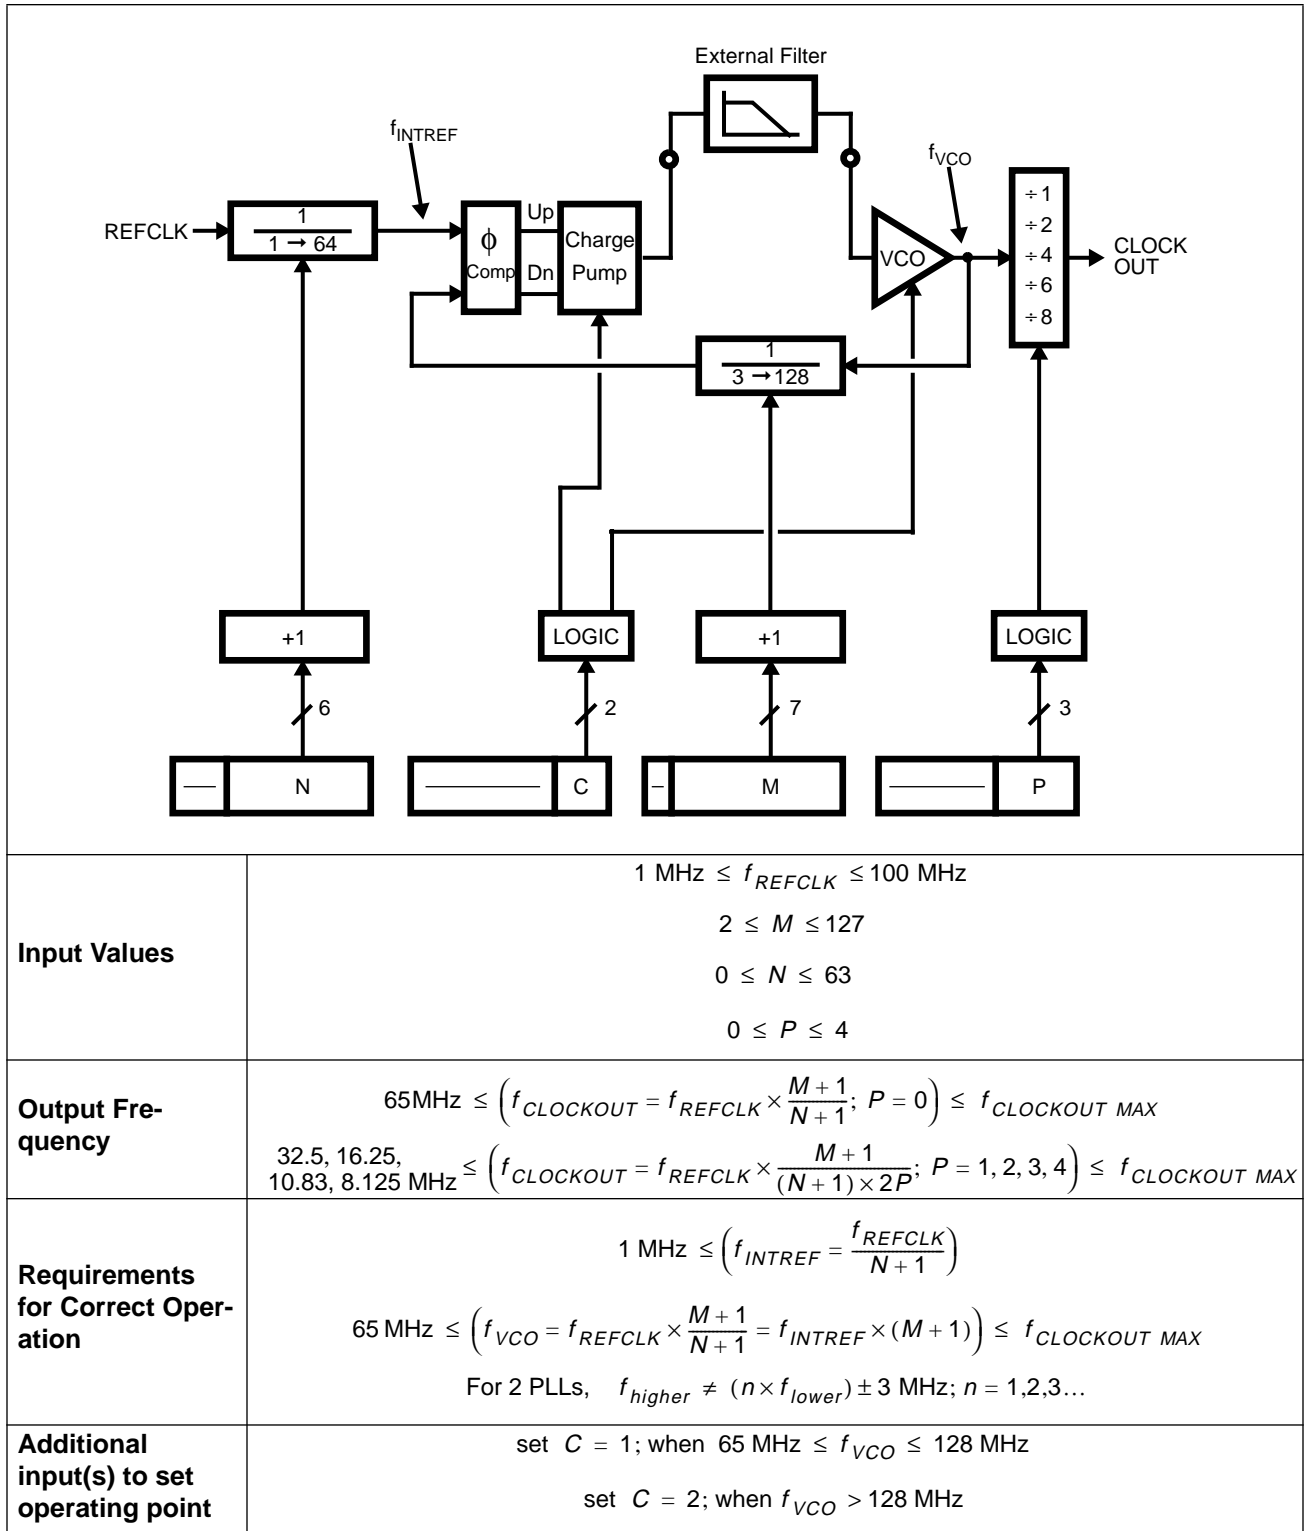 External Filter
fINTREF
fVCO
REFCLK
1
1 → 64
ϕ
Comp
Up
Dn
Charge
Pump
VCO
÷ 1
÷ 2
÷ 4
÷ 6
÷ 8
CLOCK
OUT
1
3 → 128
+1
LOGIC
+1
LOGIC
6
2
7
3
N
C
M
P
Input Values
1 MHz ≤ fREFCLK ≤ 100 MHz
2 ≤ M ≤ 127
0 ≤ N ≤ 63
0 ≤ P ≤ 4
Output Fre-
quency
65MHz ≤ (fCLOCKOUT = fREFCLK × (M + 1)/(N + 1); P = 0) ≤ fCLOCKOUT MAX
32.5, 16.25,
10.83, 8.125 MHz ≤ (fCLOCKOUT = fREFCLK × (M + 1)/((N + 1) × 2P); P = 1, 2, 3, 4) ≤ fCLOCKOUT MAX
Requirements
for Correct Oper-
ation
1 MHz ≤ (fINTREF = fREFCLK/(N + 1))
65 MHz ≤ (fVCO = fREFCLK × (M + 1)/(N + 1) = fINTREF × (M + 1)) ≤ fCLOCKOUT MAX
For 2 PLLs, fhigher ≠ (n × flower) ± 3 MHz; n = 1,2,3…
Additional
input(s) to set
operating point
set C = 1; when 65 MHz ≤ fVCO ≤ 128 MHz
set C = 2; when fVCO > 128 MHz